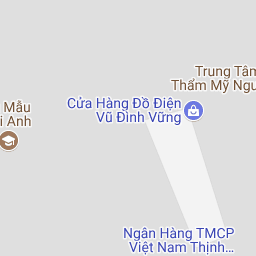 Trung Tâm
Thẩm Mỹ
Cửa Hàng Đồ Điện
Vũ Đình Vững
Mẫu
Anh
Ngân Hàng TMCP
Việt Nam Thịnh...